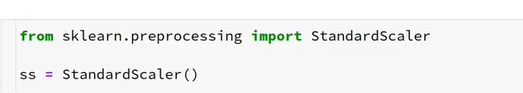 from sklearn.preprocessing import StandardScaler
ss = StandardScaler()